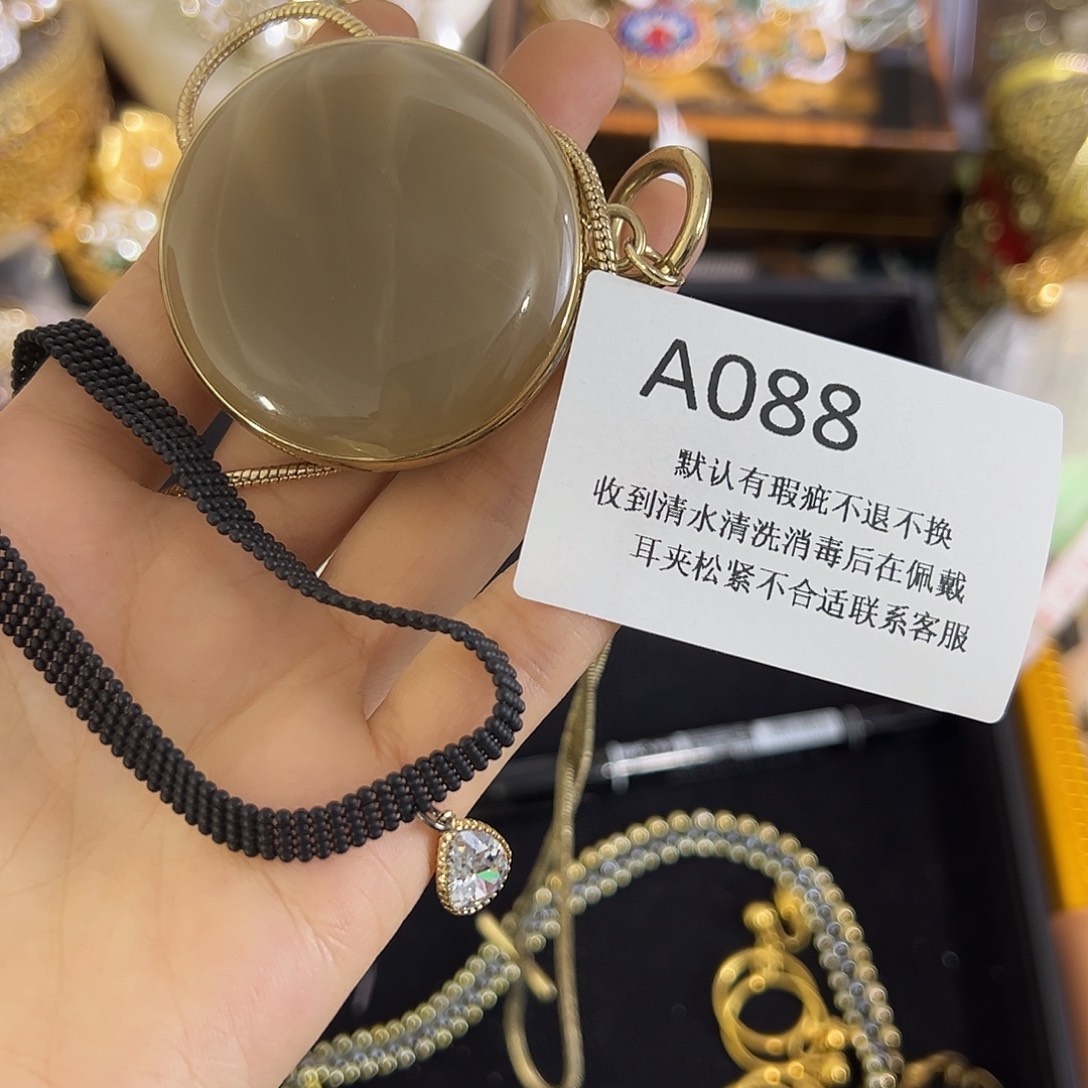 A088
默认有瑕疵不退不换
收到清水清洗消毒后在佩戴
耳夹松紧不合适联系客服